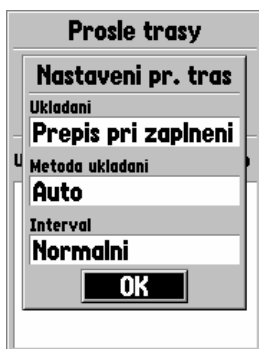 Prosle trasy
Nastaveni pr. tras
Ukladani
Prepis pri zaplneni
Metoda ukladani
Auto
Interval
Normalni
OK